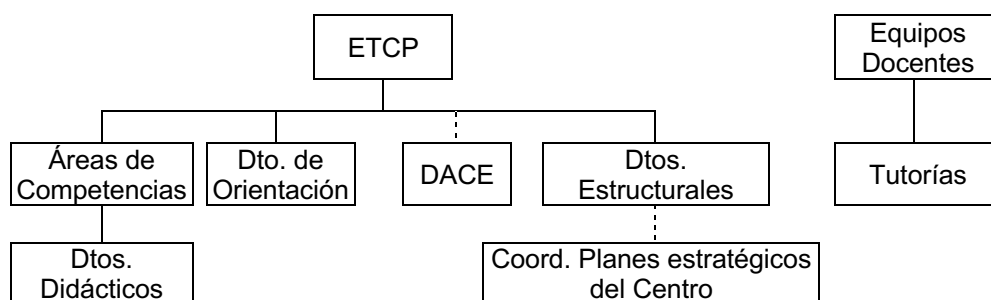 ETCP
Equipos
Docentes
Áreas de
Competencias
Dto. de
Orientación
DACE
Dtos.
Estructurales
Tutorías
Dtos.
Didácticos
Coord. Planes estratégicos
del Centro